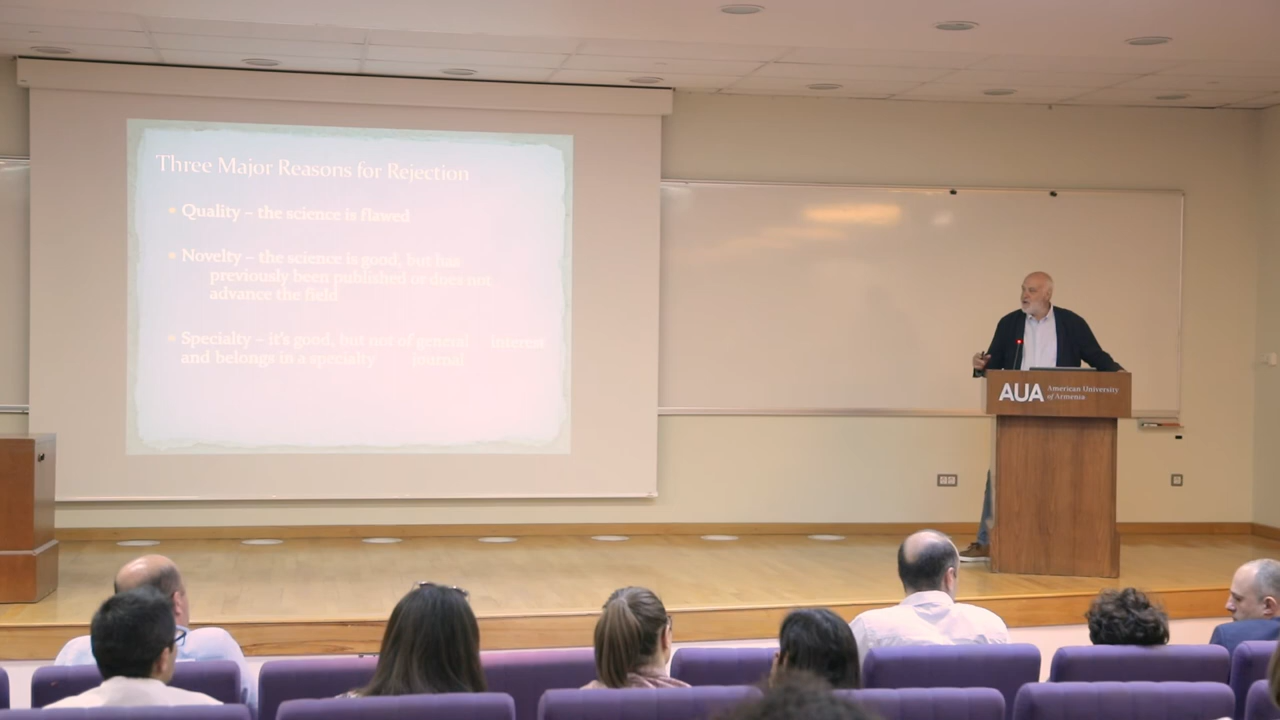 Three Major Reasons for Rejection
Quality – the science is flawed
Novelty – the science is good, but has
previously been published or does not
advance the field
Specialty – it's good, but not of general interest
and belongs in a specialty journal
AUA American University
of Armenia